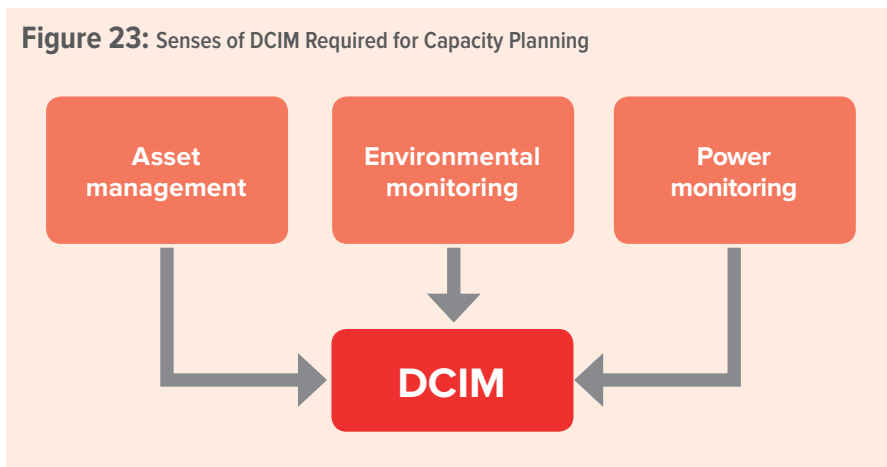 Figure 23: Senses of DCIM Required for Capacity Planning
Asset
management
Environmental
monitoring
Power
monitoring
DCIM